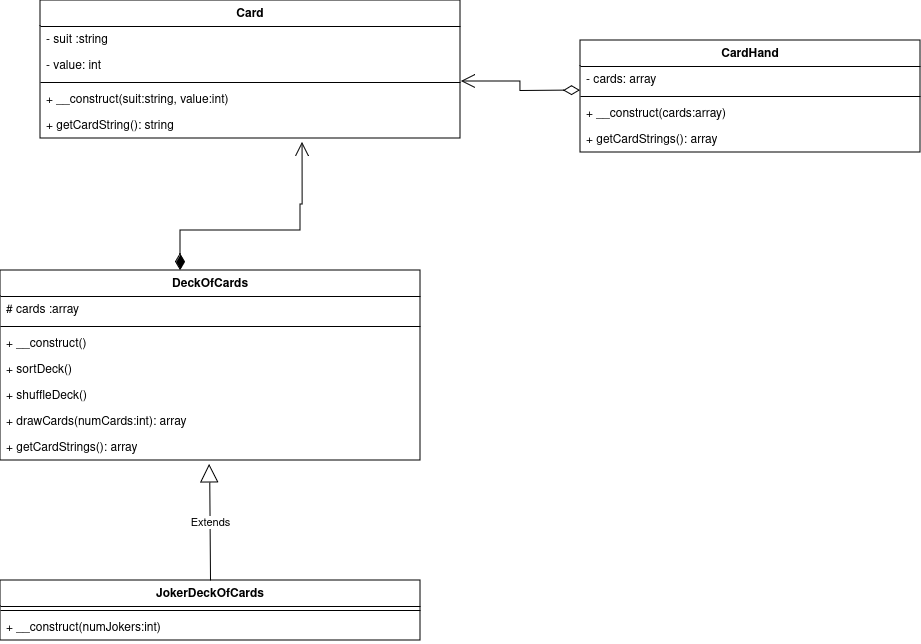 Card
- suit :string
- value: int
+ __construct(suit:string, value:int)
+ getCardString(): string
CardHand
- cards: array
+ __construct(cards:array)
+ getCardStrings(): array
DeckOfCards
# cards :array
+ __construct()
+ sortDeck()
+ shuffleDeck()
+ drawCards(numCards:int): array
+ getCardStrings(): array
Extends
JokerDeckOfCards
+ __construct(numJokers:int)